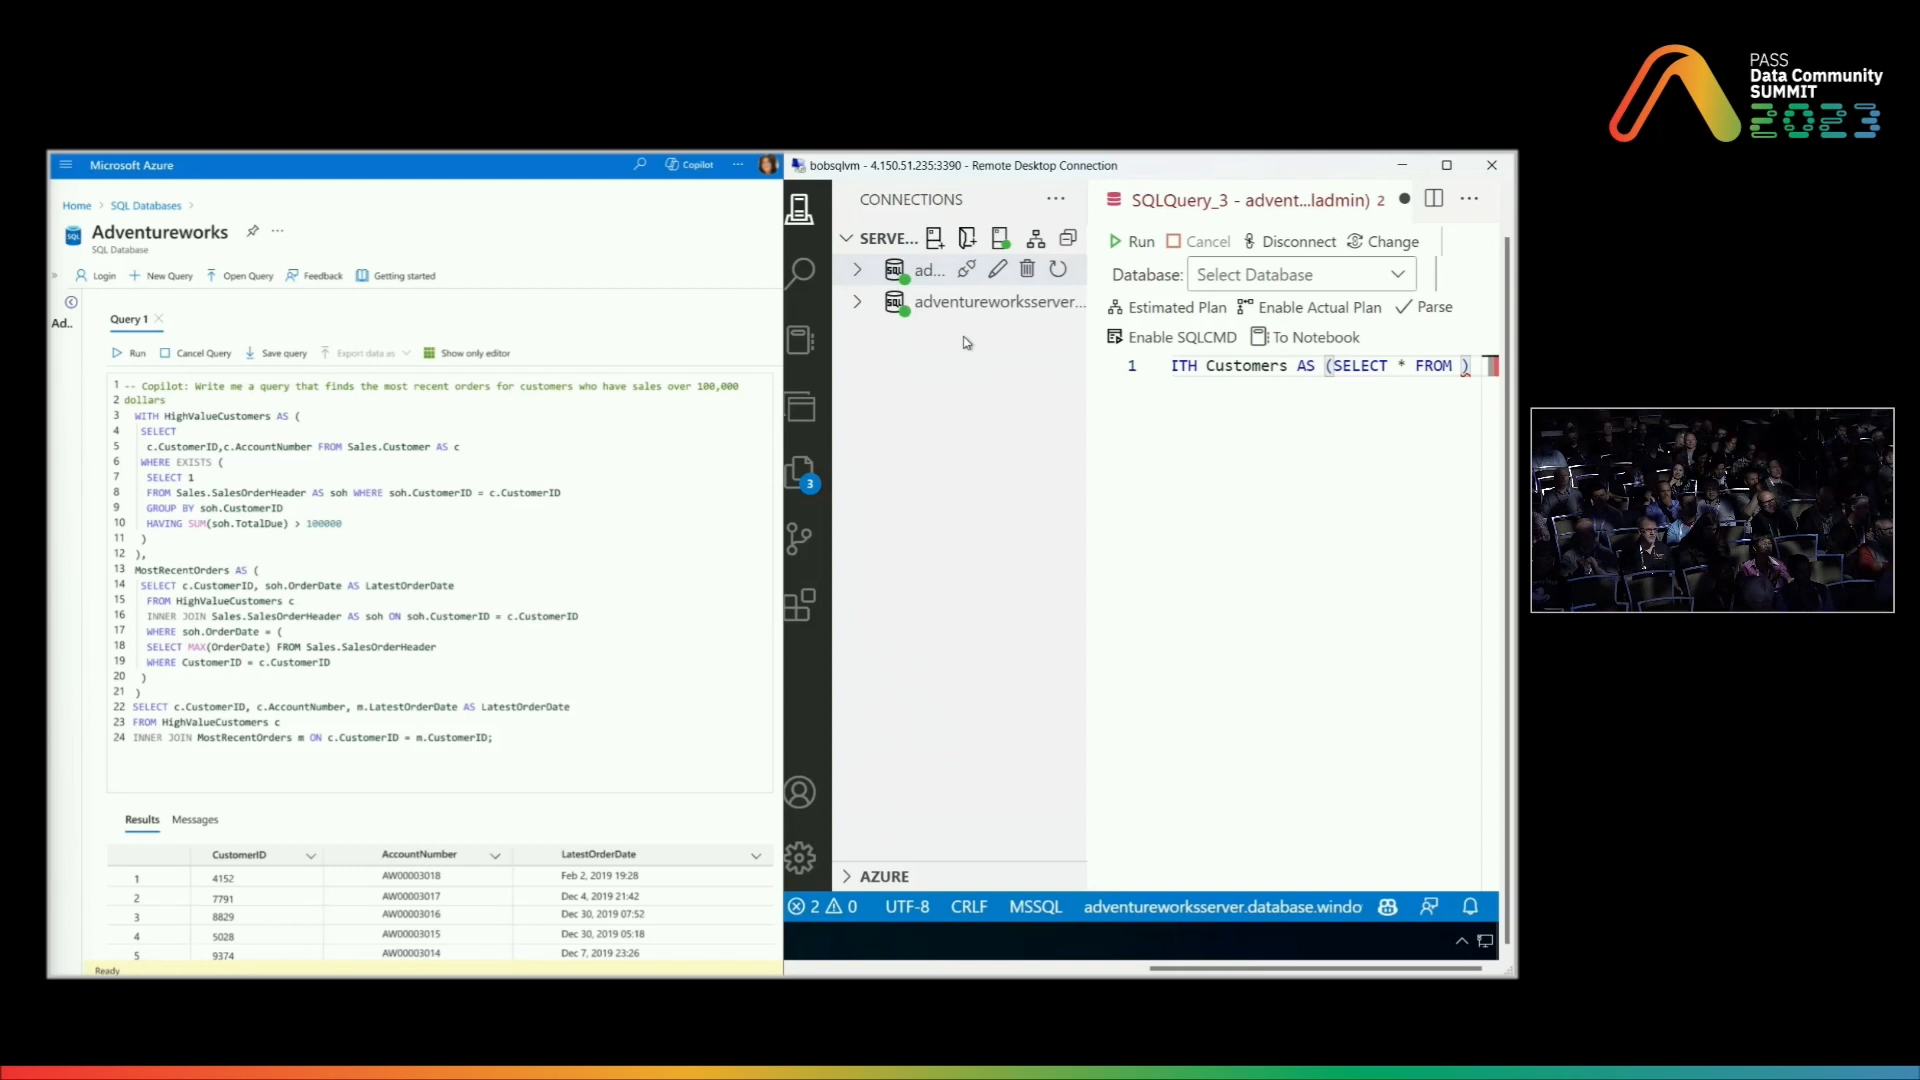 PASS
Data Community
SUMMIT
2023
Microsoft Azure
Copilot
Home > SQL Databases >
Adventureworks
SQL Database
Login
New Query
Open Query
Feedback
Getting started
Ad..
Query 1
Run
Cancel Query
Save query
Export data as
Show only editor
1 -- Copilot: Write me a query that finds the most recent orders for customers who have sales over 100,000
2 dollars
3 WITH HighValueCustomers AS (
4 SELECT
5 c.CustomerID,c.AccountNumber FROM Sales.Customer AS c
6 WHERE EXISTS (
7 SELECT 1
8 FROM Sales.SalesOrderHeader AS soh WHERE soh.CustomerID = c.CustomerID
9 GROUP BY soh.CustomerID
10 HAVING SUM(soh.TotalDue) > 100000
11 )
12 ),
13 MostRecentOrders AS (
14 SELECT c.CustomerID, soh.OrderDate AS LatestOrderDate
15 FROM HighValueCustomers c
16 INNER JOIN Sales.SalesOrderHeader AS soh ON soh.CustomerID = c.CustomerID
17 WHERE soh.OrderDate = (
18 SELECT MAX(OrderDate) FROM Sales.SalesOrderHeader
19 WHERE CustomerID = c.CustomerID
20 )
21 )
22 SELECT c.CustomerID, c.AccountNumber, m.LatestOrderDate AS LatestOrderDate
23 FROM HighValueCustomers c
24 INNER JOIN MostRecentOrders m ON c.CustomerID = m.CustomerID;
Results Messages
CustomerID AccountNumber LatestOrderDate
1 4152 AW00003018 Feb 2, 2019 19:28
2 7791 AW00003017 Dec 4, 2019 21:42
3 8829 AW00003016 Dec 30, 2019 07:52
4 5028 AW00003015 Dec 30, 2019 05:18
5 9374 AW00003014 Dec 7, 2019 23:26
Ready
bobsqlvm - 4.150.51.235:3390 - Remote Desktop Connection
CONNECTIONS
SERVE...
ad...
adventureworksserver...
3
AZURE
SQLQuery_3 - advent...ladmin) 2
Run Cancel Disconnect Change
Database: Select Database
Estimated Plan Enable Actual Plan Parse
Enable SQLCMD To Notebook
1 ITH Customers AS (SELECT * FROM )
2 0 UTF-8 CRLF MSSQL adventureworksserver.database.windo